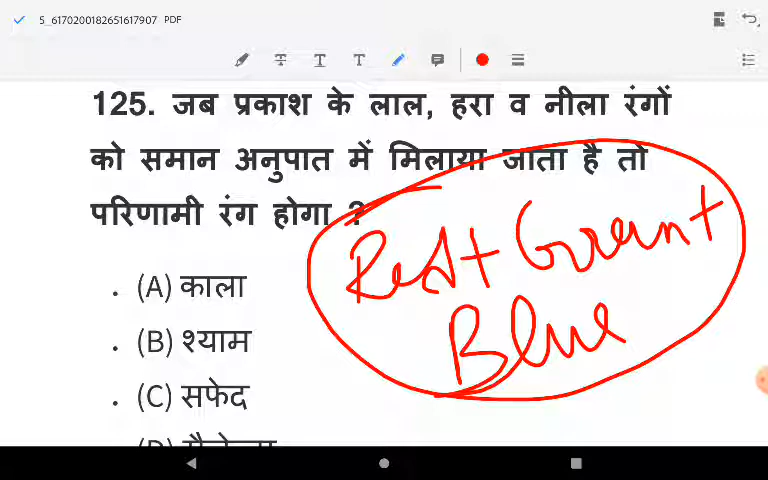 5_6170200182651617907 PDF
125. जब प्रकाश के लाल, हरा व नीला रंगों
को समान अनुपात में मिलाया जाता है तो
परिणामी रंग होगा ?
Red + Green +
Blue
. (A) काला
. (B) श्याम
. (C) सफेद